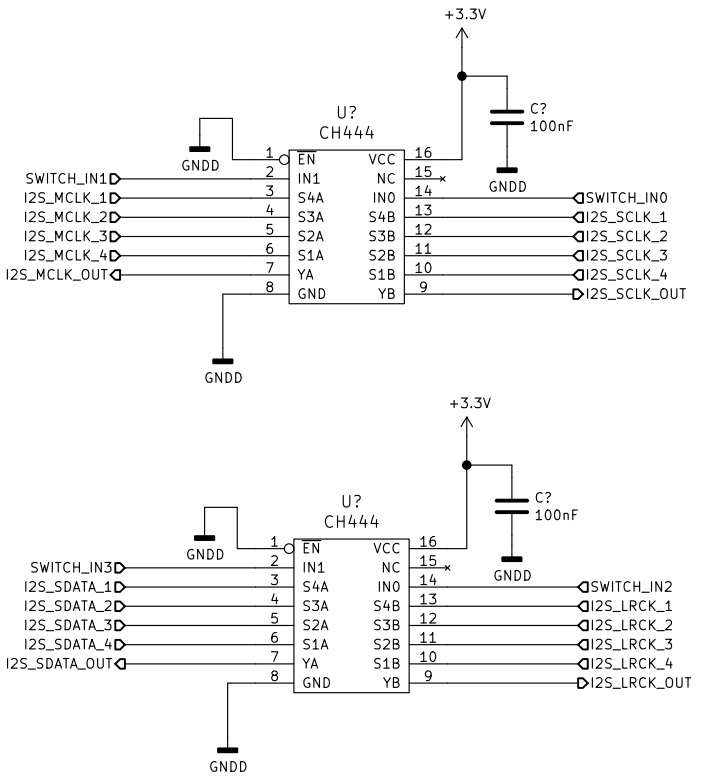 +3.3V
C?
100nF
GNDD
U?
CH444
GNDD
1 EN VCC 16
SWITCH_IN1 2 IN1 NC 15
I2S_MCLK_1 3 S4A IN0 14 SWITCH_IN0
I2S_MCLK_2 4 S3A S4B 13 I2S_SCLK_1
I2S_MCLK_3 5 S2A S3B 12 I2S_SCLK_2
I2S_MCLK_4 6 S1A S2B 11 I2S_SCLK_3
I2S_MCLK_OUT 7 YA S1B 10 I2S_SCLK_4
8 GND YB 9 I2S_SCLK_OUT
GNDD
+3.3V
C?
100nF
GNDD
U?
CH444
GNDD
1 EN VCC 16
SWITCH_IN3 2 IN1 NC 15
I2S_SDATA_1 3 S4A IN0 14 SWITCH_IN2
I2S_SDATA_2 4 S3A S4B 13 I2S_LRCK_1
I2S_SDATA_3 5 S2A S3B 12 I2S_LRCK_2
I2S_SDATA_4 6 S1A S2B 11 I2S_LRCK_3
I2S_SDATA_OUT 7 YA S1B 10 I2S_LRCK_4
8 GND YB 9 I2S_LRCK_OUT
GNDD